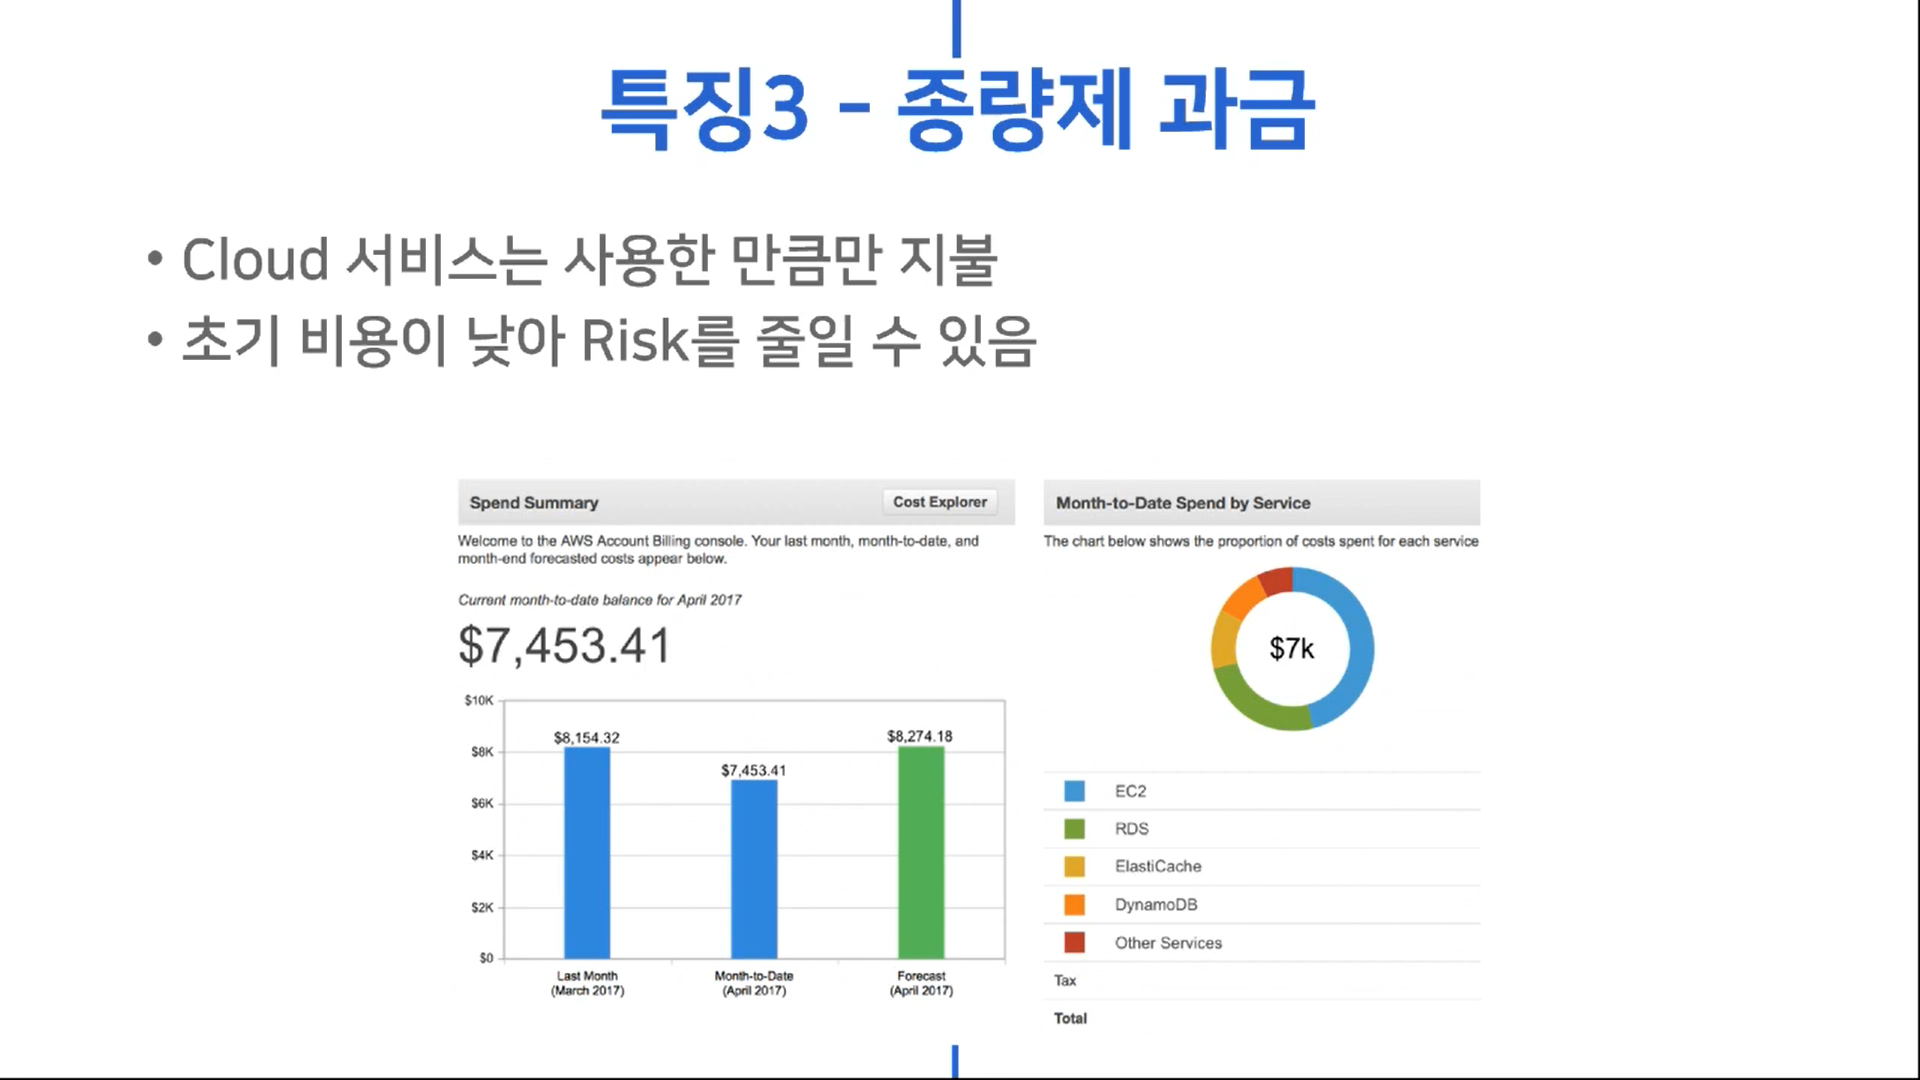 특징3 - 종량제 과금
• Cloud 서비스는 사용한 만큼만 지불
• 초기 비용이 낮아 Risk를 줄일 수 있음
Spend Summary
Cost Explorer
Welcome to the AWS Account Billing console. Your last month, month-to-date, and
month-end forecasted costs appear below.
Current month-to-date balance for April 2017
$7,453.41
$10K
$8K
$6K
$4K
$2K
$0
$8,154.32
$7,453.41
$8,274.18
Last Month
(March 2017)
Month-to-Date
(April 2017)
Forecast
(April 2017)
Month-to-Date Spend by Service
The chart below shows the proportion of costs spent for each service
$7k
EC2
RDS
ElastiCache
DynamoDB
Other Services
Tax
Total